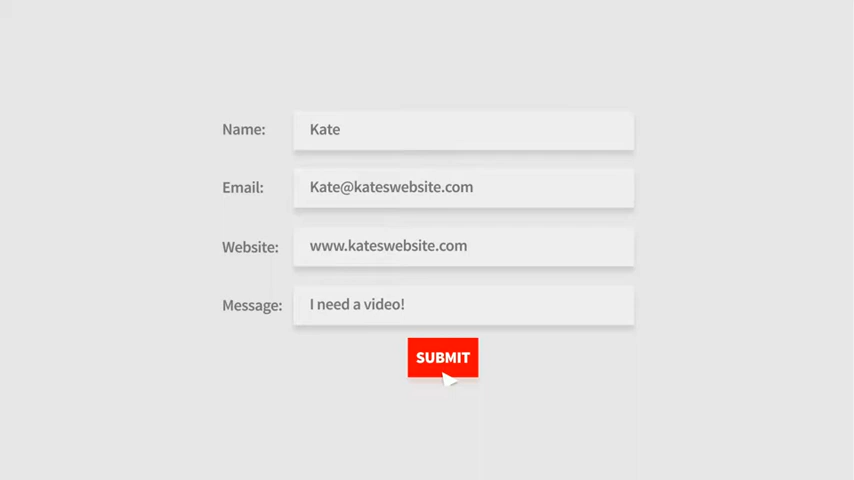 Name: Kate
Email: Kate@kateswebsite.com
Website: www.kateswebsite.com
Message: I need a video!
SUBMIT